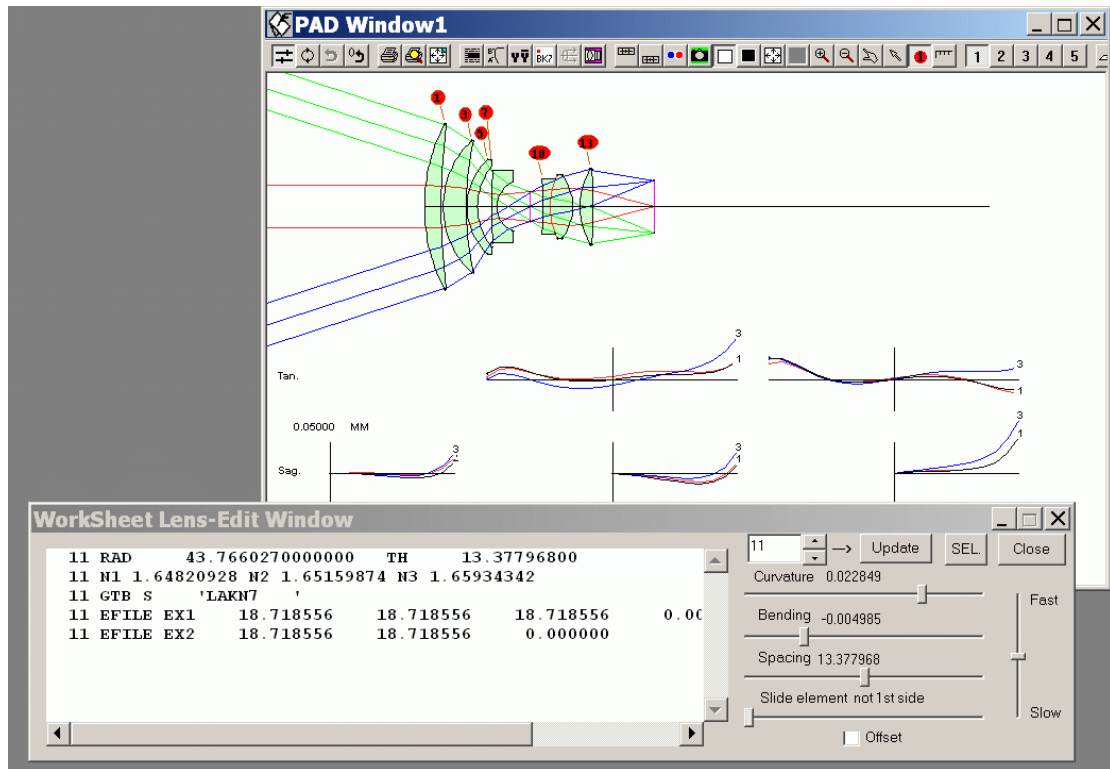 PAD Window1
BK7 1 1 2 3 4 5
1
3
7
5
10
13
3
1
3
1
Tan.
0.05000 MM
3
1
3
1
3
Sag.
WorkSheet Lens-Edit Window
11 RAD 43.7660270000000 TH 13.37796800
11 N1 1.64820928 N2 1.65159874 N3 1.65934342
11 GTB S 'LAKN7 '
11 EFILE EX1 18.718556 18.718556 18.718556 0.00
11 EFILE EX2 18.718556 18.718556 0.000000
11 —> Update SEL. Close
Curvature 0.022849
Fast
Bending -0.004985
Spacing 13.377968
Slide element not 1st side
Slow
Offset